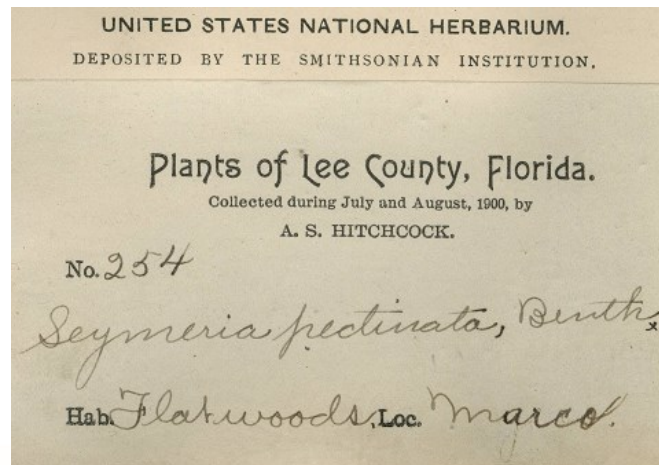 UNITED STATES NATIONAL HERBARIUM.
DEPOSITED BY THE SMITHSONIAN INSTITUTION.
Plants of Lee County, Florida.
Collected during July and August, 1900, by
A. S. HITCHCOCK.
No. 254
Seymeria pectinata, Benth.
Hab. Flatwoods, Loc. Marco.